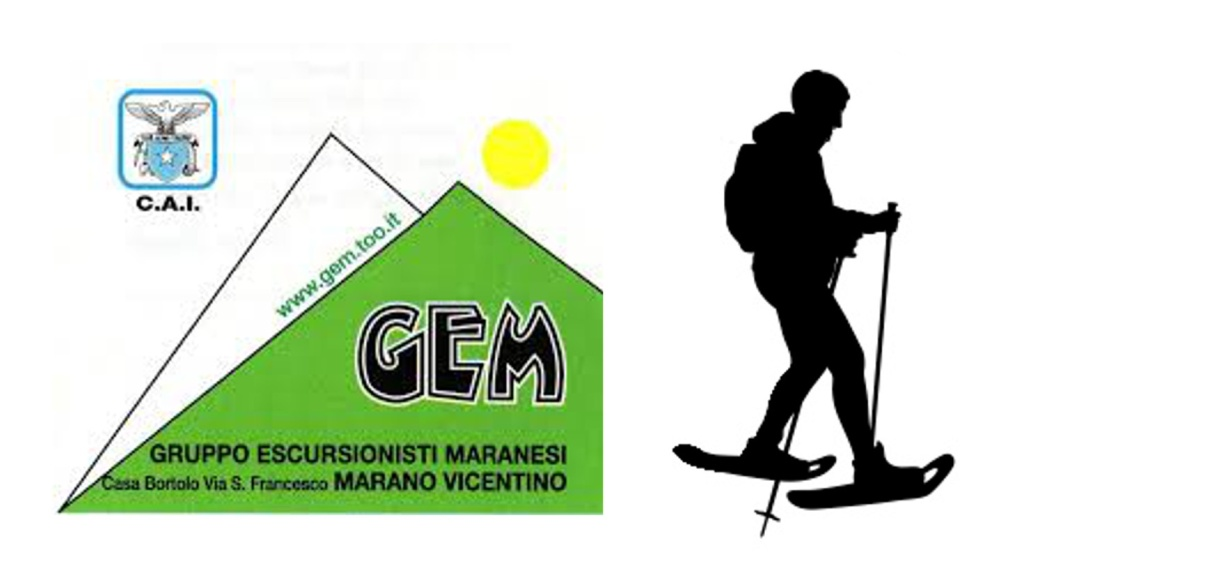 C.A.I.
www.gem.too.it
GEM
GRUPPO ESCURSIONISTI MARANESI
Casa Bortolo Via S. Francesco MARANO VICENTINO